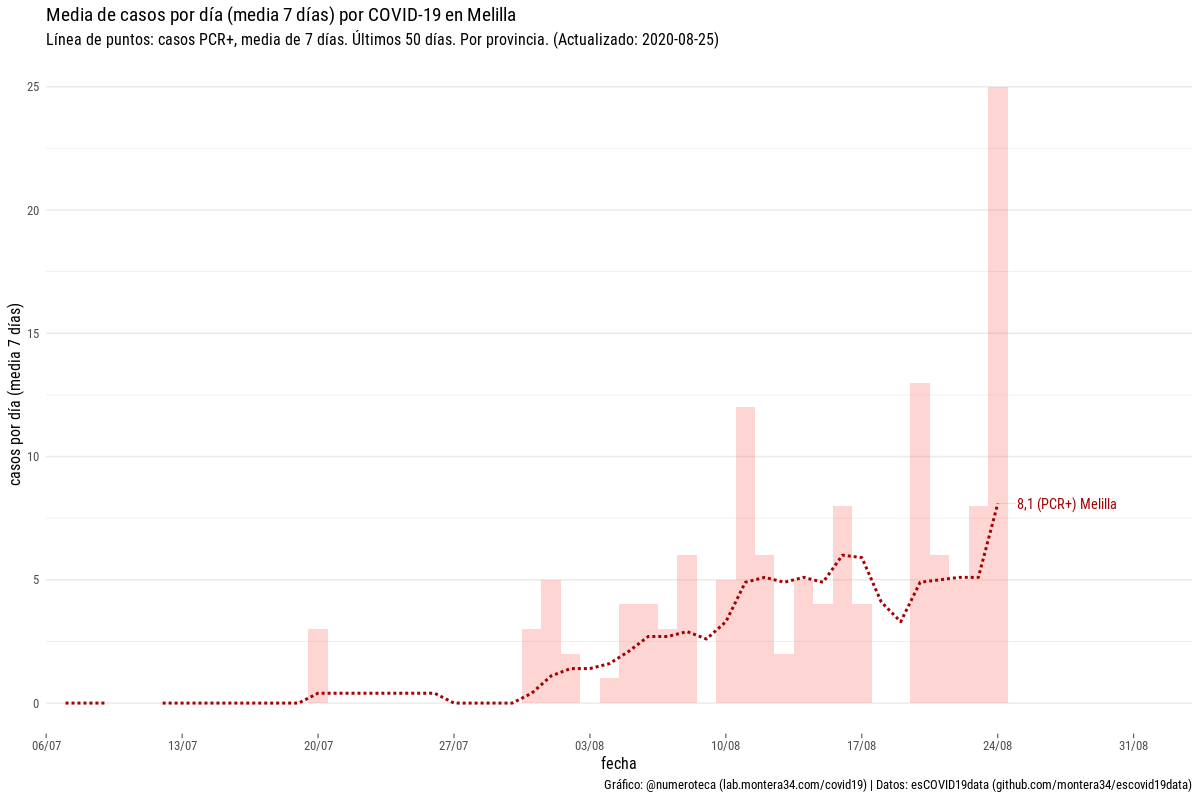 Media de casos por día (media 7 días) por COVID-19 en Melilla
Línea de puntos: casos PCR+, media de 7 días. Últimos 50 días. Por provincia. (Actualizado: 2020-08-25)
casos por día (media 7 días)
25
20
15
10
5
0
8,1 (PCR+) Melilla
06/07 13/07 20/07 27/07 03/08 10/08 17/08 24/08 31/08
fecha
Gráfico: @numeroteca (lab.montera34.com/covid19) | Datos: esCOVID19data (github.com/montera34/escovid19data)